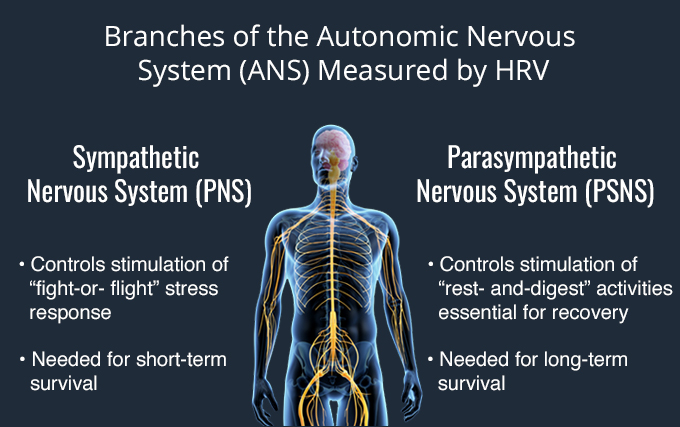 Branches of the Autonomic Nervous
System (ANS) Measured by HRV
Sympathetic
Nervous System (PNS)
• Controls stimulation of
“fight-or- flight” stress
response
• Needed for short-term
survival
Parasympathetic
Nervous System (PSNS)
• Controls stimulation of
“rest- and-digest” activities
essential for recovery
• Needed for long-term
survival